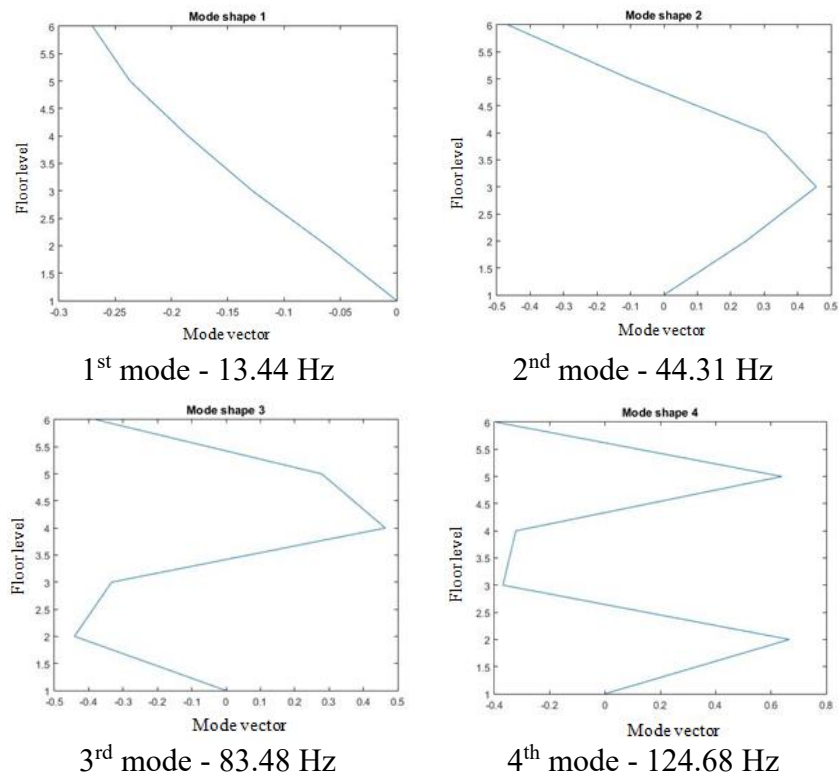 Mode shape 1
6
5.5
5
4.5
4
3.5
3
2.5
2
1.5
1
Floor level
-0.3 -0.25 -0.2 -0.15 -0.1 -0.05 0
Mode vector
1st mode - 13.44 Hz
Mode shape 2
6
5.5
5
4.5
4
3.5
3
2.5
2
1.5
1
Floor level
-0.5 -0.4 -0.3 -0.2 -0.1 0 0.1 0.2 0.3 0.4 0.5
Mode vector
2nd mode - 44.31 Hz
Mode shape 3
6
5.5
5
4.5
4
3.5
3
2.5
2
1.5
1
Floor level
-0.5 -0.4 -0.3 -0.2 -0.1 0 0.1 0.2 0.3 0.4 0.5
Mode vector
3rd mode - 83.48 Hz
Mode shape 4
6
5.5
5
4.5
4
3.5
3
2.5
2
1.5
1
Floor level
-0.4 -0.2 0 0.2 0.4 0.6 0.8
Mode vector
4th mode - 124.68 Hz